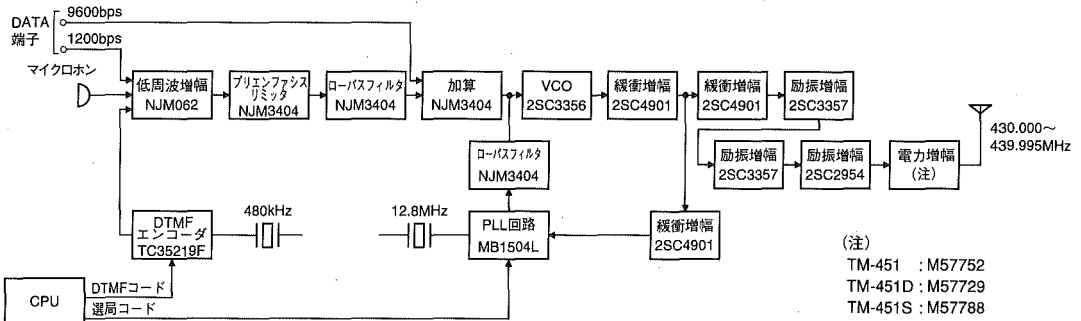 DATA
端子
9600bps
1200bps
マイクロホン
低周波増幅
NJM062
プリエンファシス
リミッタ
NJM3404
ローパスフィルタ
NJM3404
加算
NJM3404
VCO
2SC3356
緩衝増幅
2SC4901
緩衝増幅
2SC4901
励振増幅
2SC3357
430.000～
439.995MHz
励振増幅
2SC3357
励振増幅
2SC2954
電力増幅
(注)
ローパスフィルタ
NJM3404
DTMF
エンコーダ
TC35219F
480kHz
12.8MHz
PLL回路
MB1504L
緩衝増幅
2SC4901
CPU
DTMFコード
選局コード
(注)
TM-451 : M57752
TM-451D : M57729
TM-451S : M57788